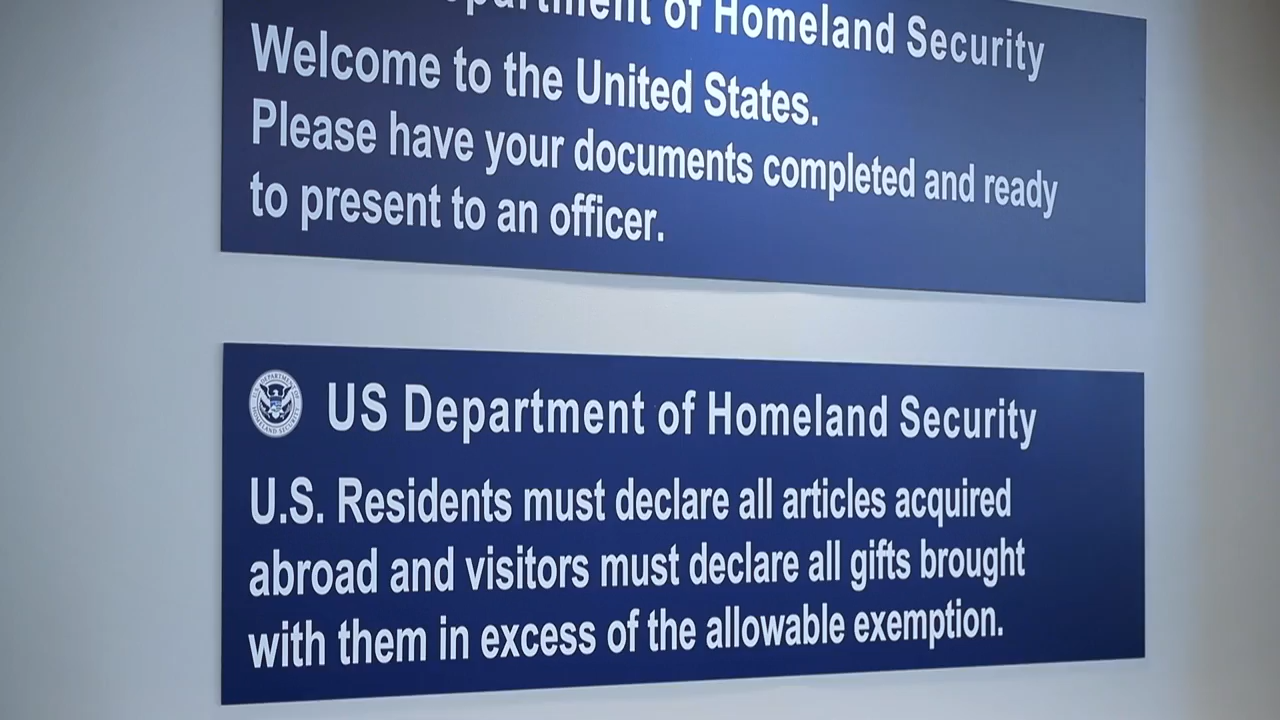 of Homeland Security
Welcome to the United States.
Please have your documents completed and ready
to present to an officer.
US Department of Homeland Security
U.S. Residents must declare all articles acquired
abroad and visitors must declare all gifts brought
with them in excess of the allowable exemption.